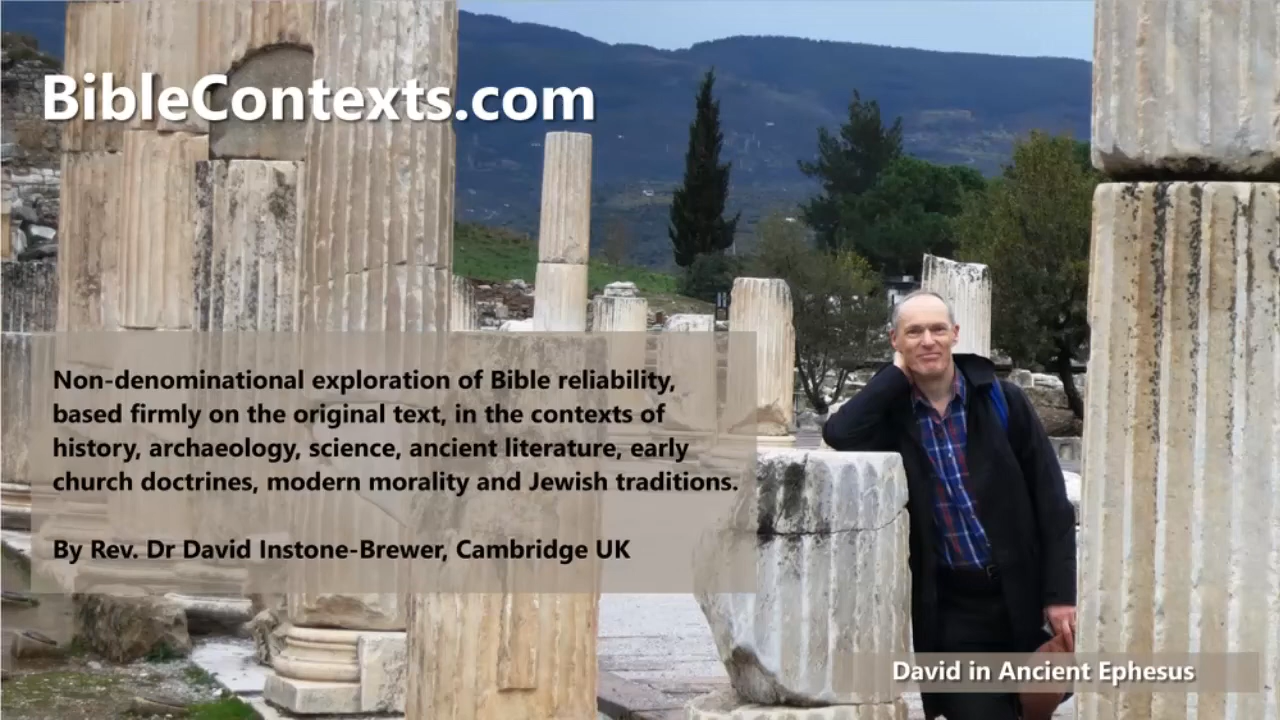 BibleContexts.com
Non-denominational exploration of Bible reliability,
based firmly on the original text, in the contexts of
history, archaeology, science, ancient literature, early
church doctrines, modern morality and Jewish traditions.
By Rev. Dr David Instone-Brewer, Cambridge UK
David in Ancient Ephesus